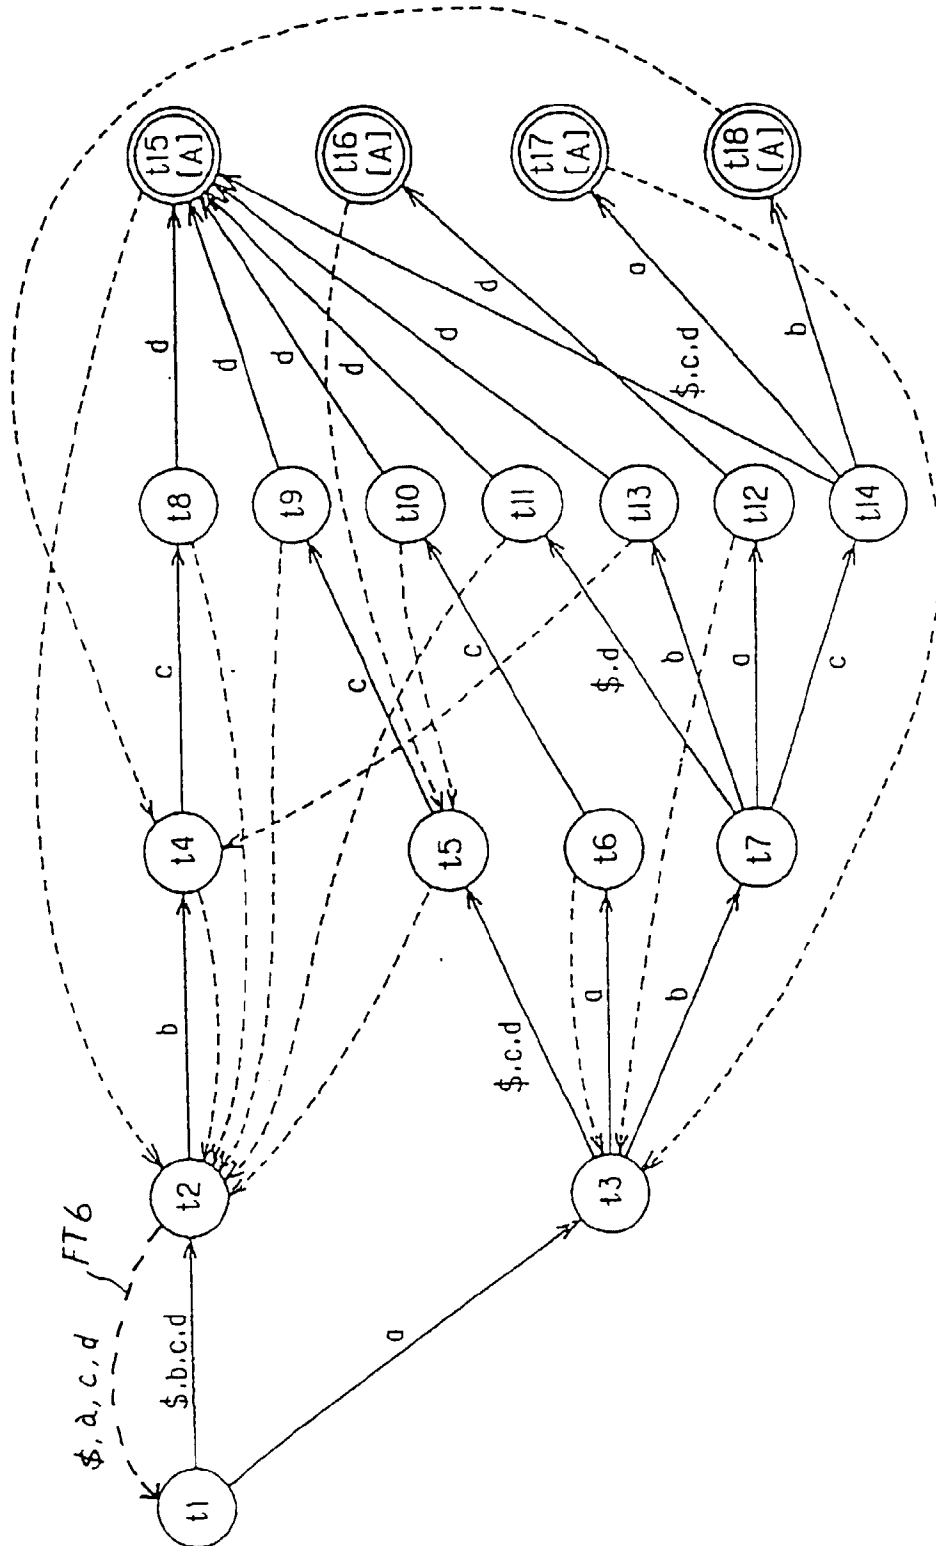 FT6
$,a,c,d
t1
$.b.c.d
a
t2
b
t3
$.c.d
a
b
t4
c
t5
c
t6
c
t7
$.d
b
a
c
t8
d
t9
d
t10
d
t11
d
t13
d
t12
d
t14
$.c.d
a
b
t15
[A]
t16
[A]
t17
[A]
t18
[A]